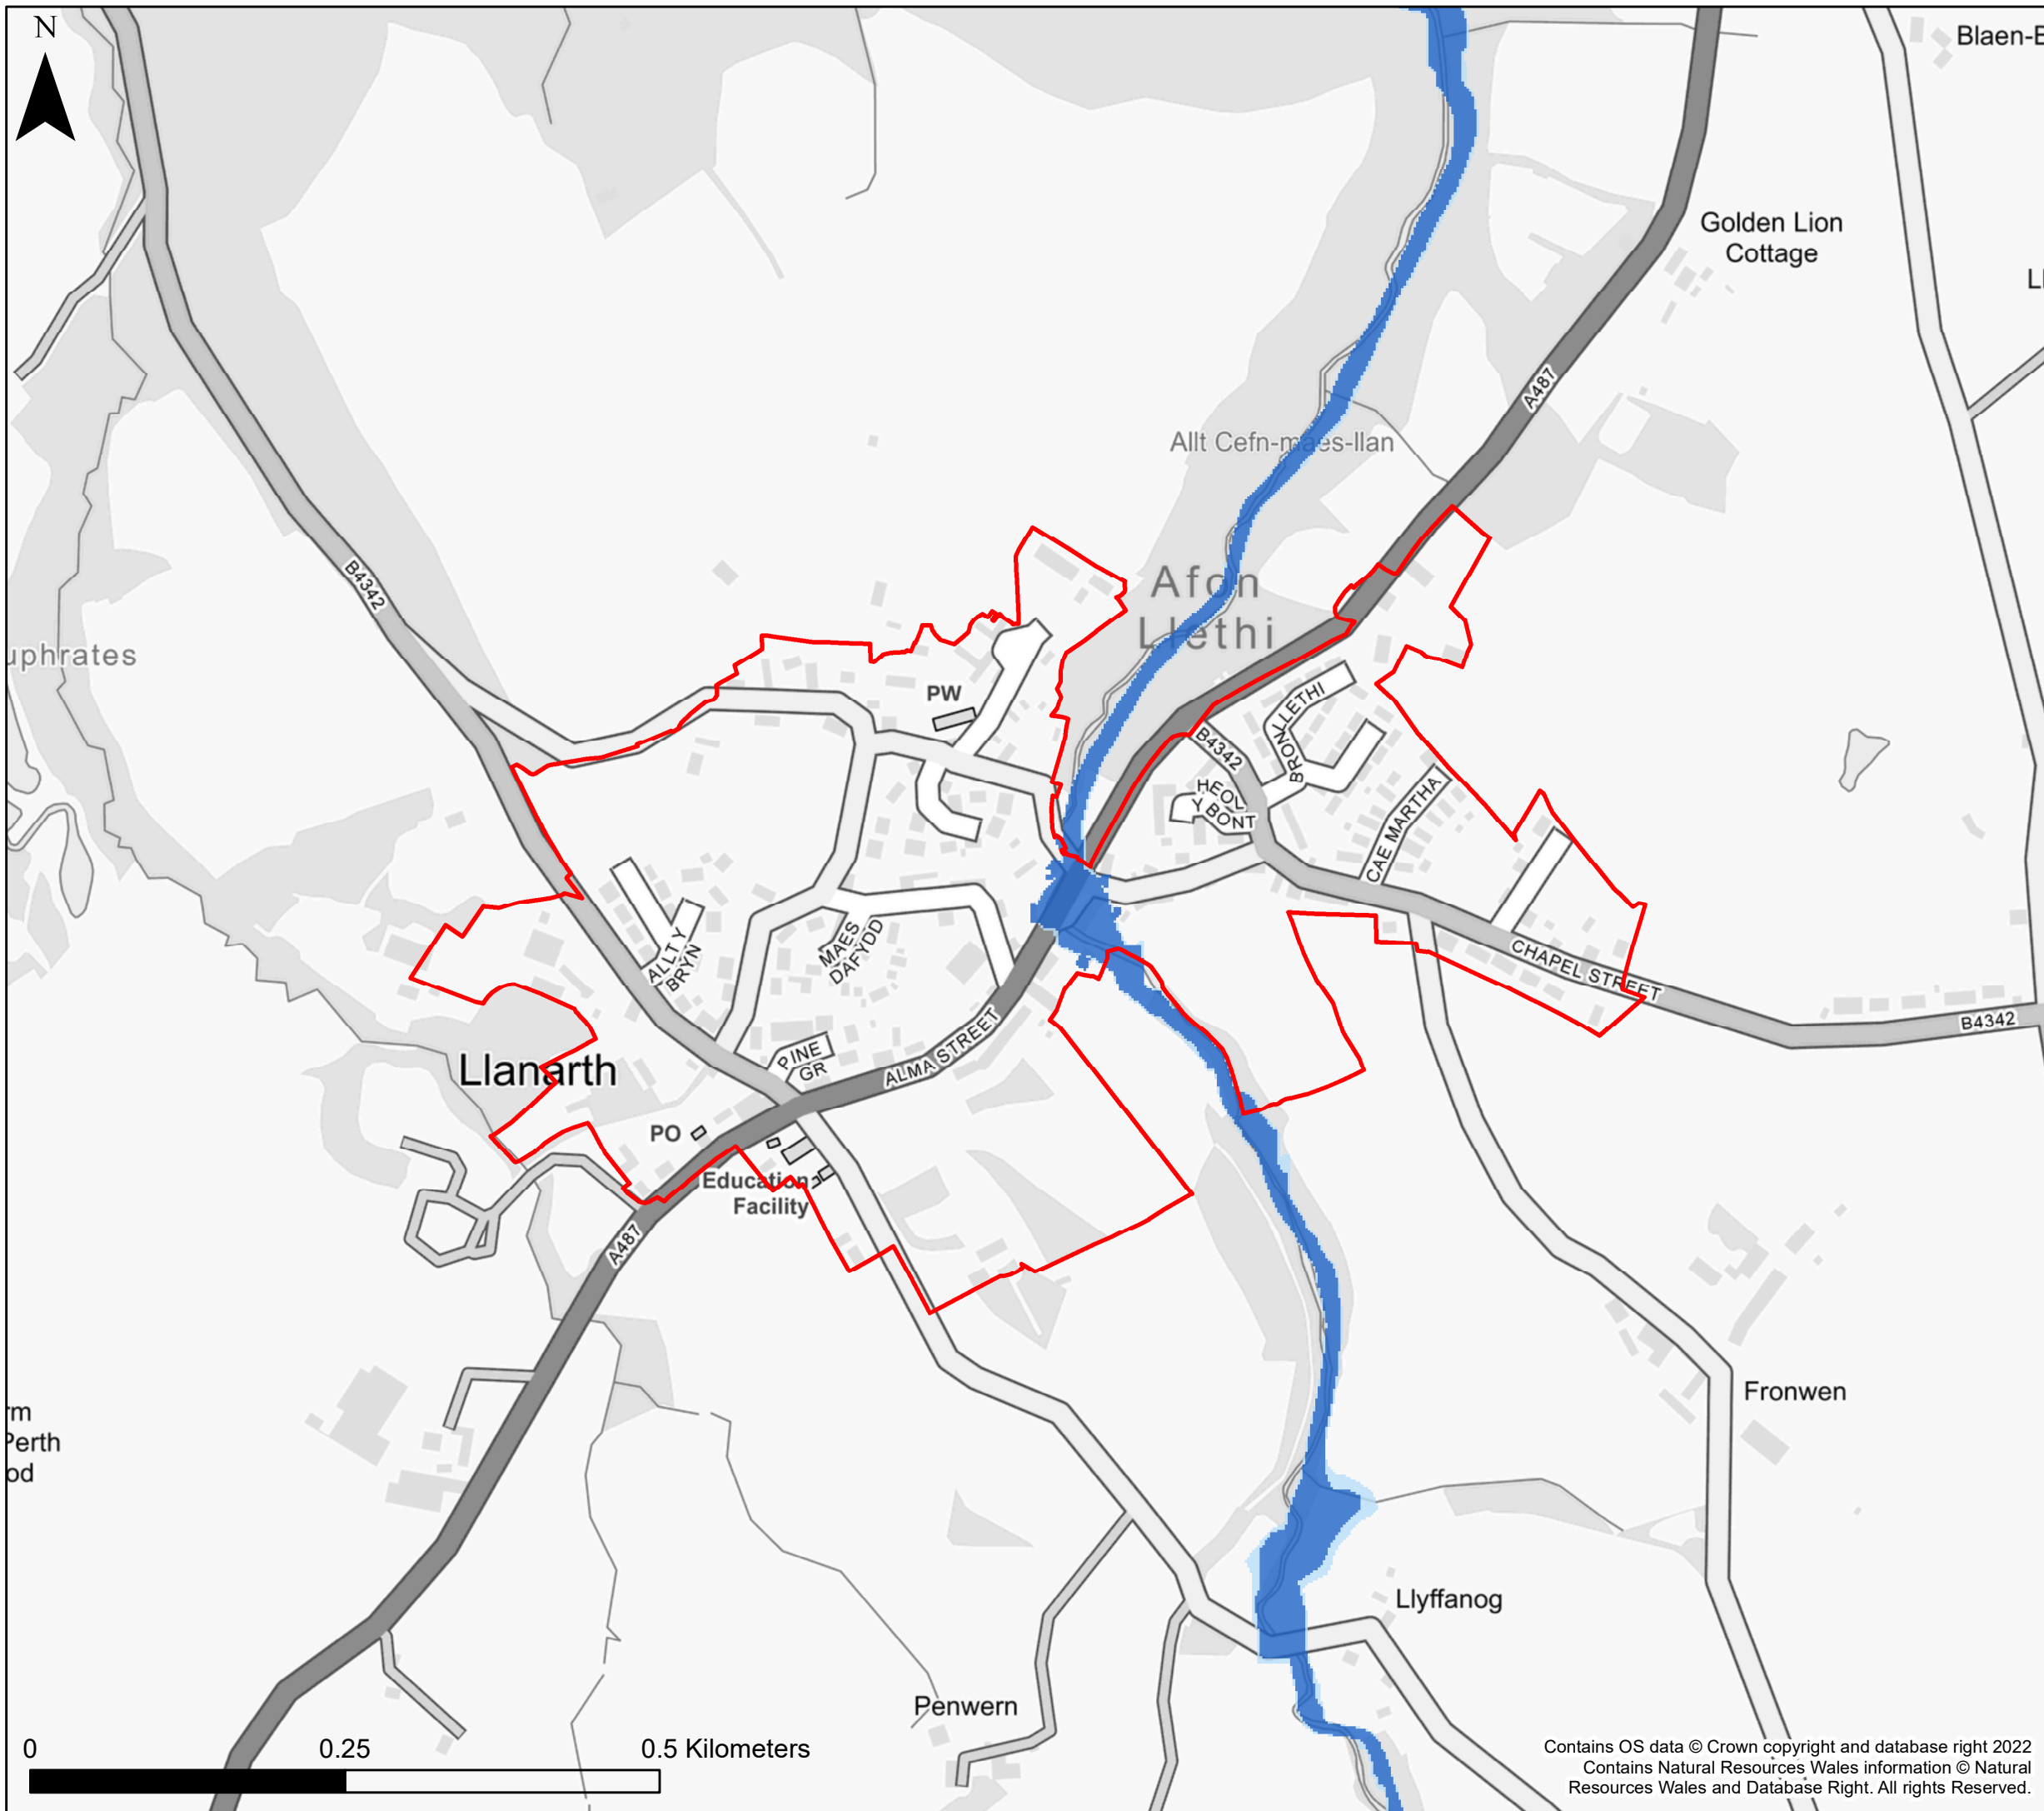 N
Blaen-E
Golden Lion
Cottage
Ll
A487
Allt Cefn-maes-llan
B4342
Afon
Llethi
uphrates
PW
BRONLLETHI
B4342
HEOL
Y BONT
CAE MARTHA
ALLT Y
BRYN
MAES
DAFYDD
CHAPEL STREET
B4342
PINE
GR
ALMA STREET
Llanarth
PO
Education
Facility
A487
Fronwen
rm
Perth
od
Llyffanog
Penwern
0 0.25 0.5 Kilometers
Contains OS data © Crown copyright and database right 2022
Contains Natural Resources Wales information © Natural
Resources Wales and Database Right. All rights Reserved.